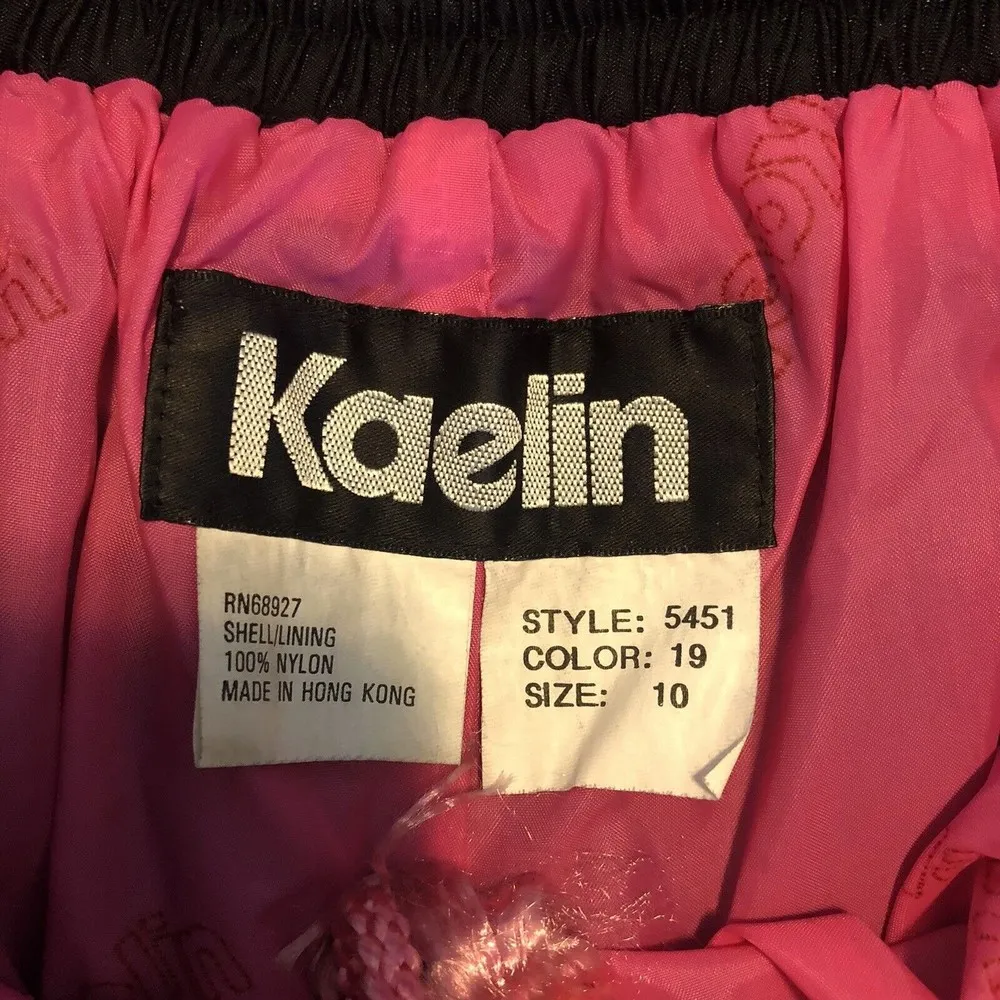 Kaelin
RN68927
SHELL/LINING
100% NYLON
MADE IN HONG KONG
STYLE: 5451
COLOR: 19
SIZE: 10